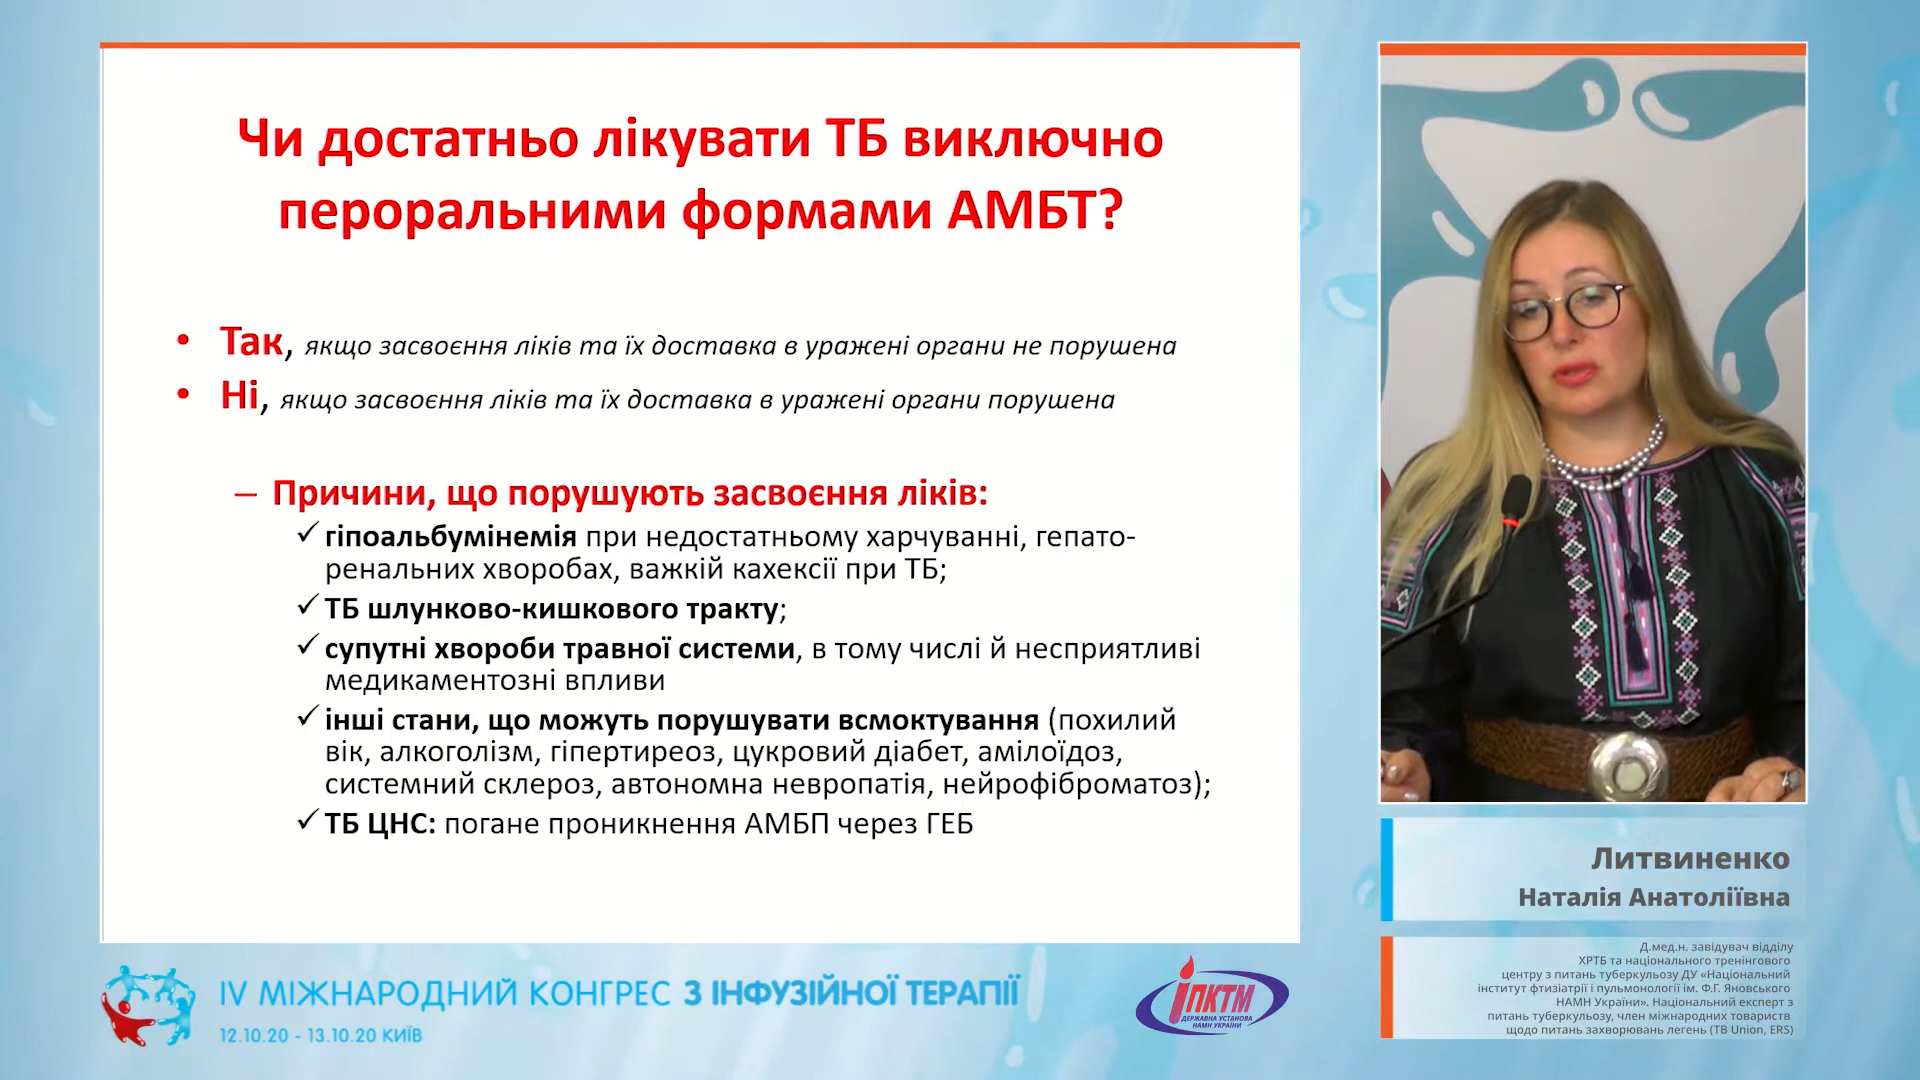 Чи достатньо лікувати ТБ виключно
пероральними формами АМБТ?
• Так, якщо засвоєння ліків та їх доставка в уражені органи не порушена
• Ні, якщо засвоєння ліків та їх доставка в уражені органи порушена
– Причини, що порушують засвоєння ліків:
✓ гіпоальбумінемія при недостатньому харчуванні, гепато-
ренальних хворобах, важкій кахексії при ТБ;
✓ ТБ шлунково-кишкового тракту;
✓ супутні хвороби травної системи, в тому числі й несприятливі
медикаментозні впливи
✓ інші стани, що можуть порушувати всмоктування (похилий
вік, алкоголізм, гіпертиреоз, цукровий діабет, амілоїдоз,
системний склероз, автономна невропатія, нейрофіброматоз);
✓ ТБ ЦНС: погане проникнення АМБП через ГЕБ
Литвиненко
Наталія Анатоліївна
Д.мед.н. завідувач відділу
ХРТБ та національного тренінгового
центру з питань туберкульозу ДУ «Національний
інститут фтизіатрії і пульмонології ім. Ф.Г. Яновського
НАМН України». Національний експерт з
питань туберкульозу, член міжнародних товариств
щодо питань захворювань легень (TB Union, ERS)
IV МІЖНАРОДНИЙ КОНГРЕС З ІНФУЗІЙНОЇ ТЕРАПІЇ
12.10.20 - 13.10.20 КИЇВ
ІПКТМ
ДЕРЖАВНА УСТАНОВА
НАМН УКРАЇНИ